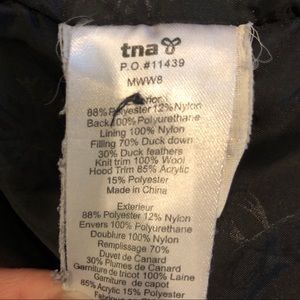 tna
P.O.#11439
MWW8
Exterior
88% Polyester 12% Nylon
Back 100% Polyurethane
Lining 100% Nylon
Filling 70% Duck down
30% Duck feathers
Knit trim 100% Wool
Hood Trim 85% Acrylic
15% Polyester
Made in China
Exterieur
88% Polyester 12% Nylon
Envers 100% Polyurethane
Doublure 100% Nylon
Remplissage 70%
Duvet de Canard
30% Plumes de Canard
Garniture de tricot 100% Laine
Garniture de capot
85% Acrylic 15% Polyester